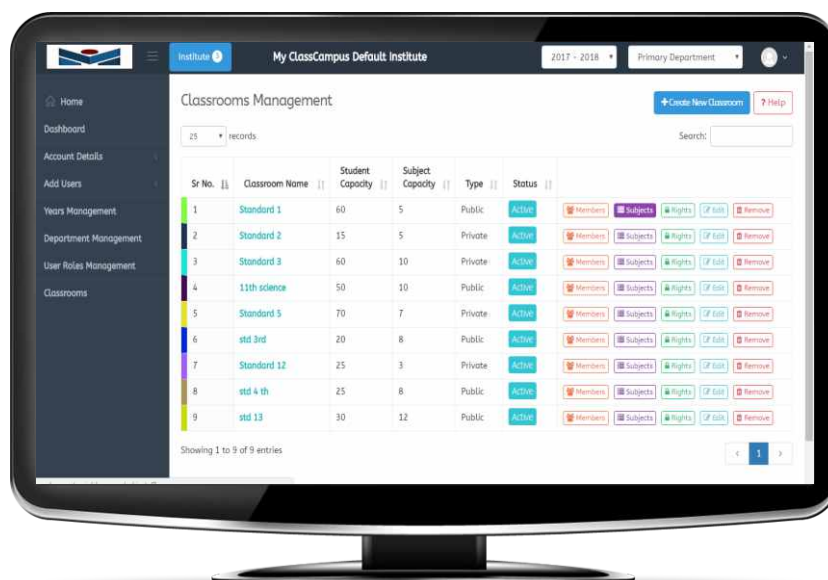 Institute 3 My ClassCampus Default Institute 2017 - 2018 Primary Department
Home
Dashboard
Account Details
Add Users
Years Management
Department Management
User Roles Management
Classrooms
Classrooms Management
+Create New Classroom ? Help
25 records
Search:
Sr No. Classroom Name Student Capacity Subject Capacity Type Status
1 Standard 1 60 5 Public Active Members Subjects Rights Edit Remove
2 Standard 2 15 5 Private Active Members Subjects Rights Edit Remove
3 Standard 3 60 10 Private Active Members Subjects Rights Edit Remove
4 11th science 50 10 Public Active Members Subjects Rights Edit Remove
5 Standard 5 70 7 Private Active Members Subjects Rights Edit Remove
6 std 3rd 20 8 Public Active Members Subjects Rights Edit Remove
7 Standard 12 25 3 Private Active Members Subjects Rights Edit Remove
8 std 4 th 25 8 Public Active Members Subjects Rights Edit Remove
9 std 13 30 12 Public Active Members Subjects Rights Edit Remove
Showing 1 to 9 of 9 entries
< 1 >